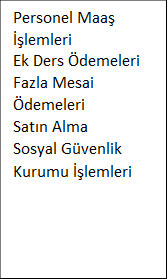 Personel Maaş
İşlemleri
Ek Ders Ödemeleri
Fazla Mesai
Ödemeleri
Satın Alma
Sosyal Güvenlik
Kurumu İşlemleri